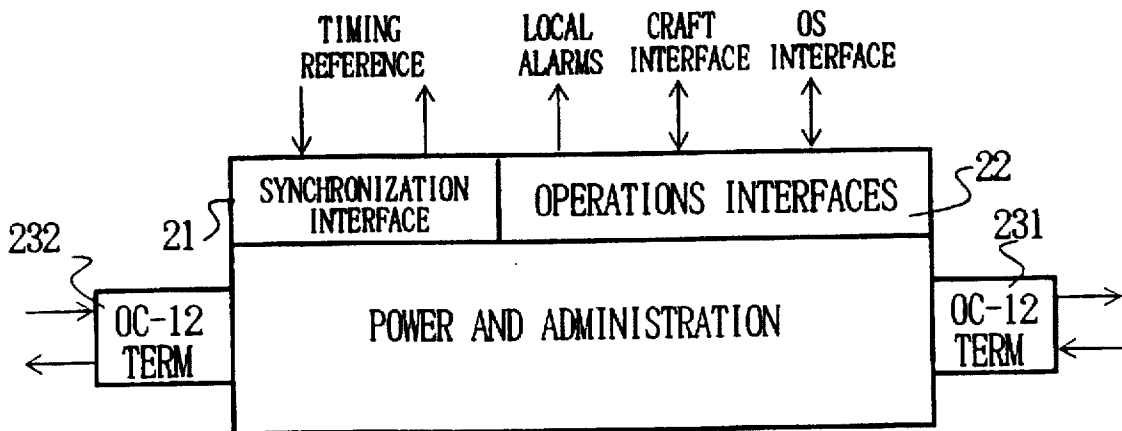 TIMING
REFERENCE
LOCAL
ALARMS
CRAFT
INTERFACE
OS
INTERFACE
SYNCHRONIZATION
INTERFACE
OPERATIONS INTERFACES
21
22
232
231
OC-12
TERM
POWER AND ADMINISTRATION
OC-12
TERM